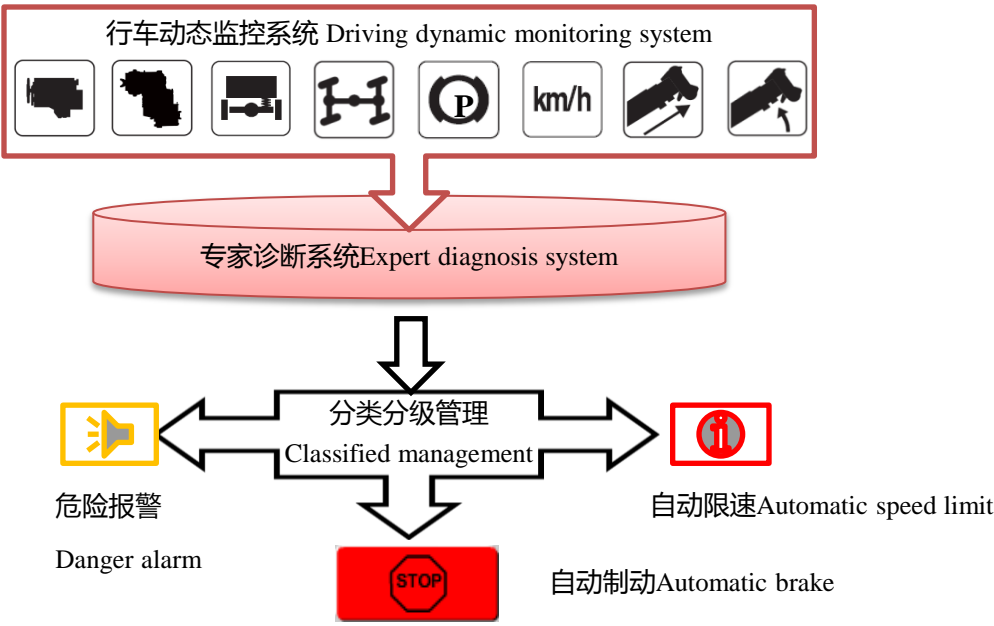 行车动态监控系统 Driving dynamic monitoring system
P
km/h
专家诊断系统Expert diagnosis system
分类分级管理
Classified management
危险报警
Danger alarm
自动限速Automatic speed limit
STOP
自动制动Automatic brake